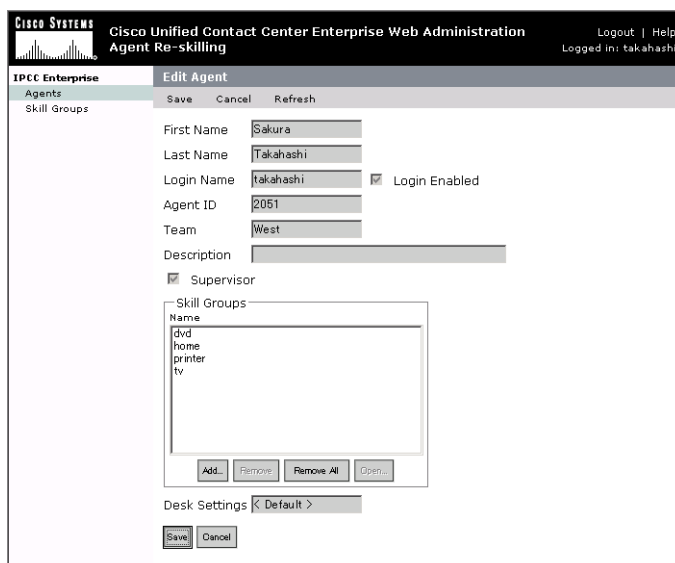 CISCO SYSTEMS
Cisco Unified Contact Center Enterprise Web Administration
Agent Re-skilling
Logout | Help
Logged in: takahashi
IPCC Enterprise
Agents
Skill Groups
Edit Agent
Save Cancel Refresh
First Name Sakura
Last Name Takahashi
Login Name takahashi Login Enabled
Agent ID 2051
Team West
Description
Supervisor
Skill Groups
Name
dvd
home
printer
tv
Add... Remove Remove All Open...
Desk Settings < Default >
Save Cancel